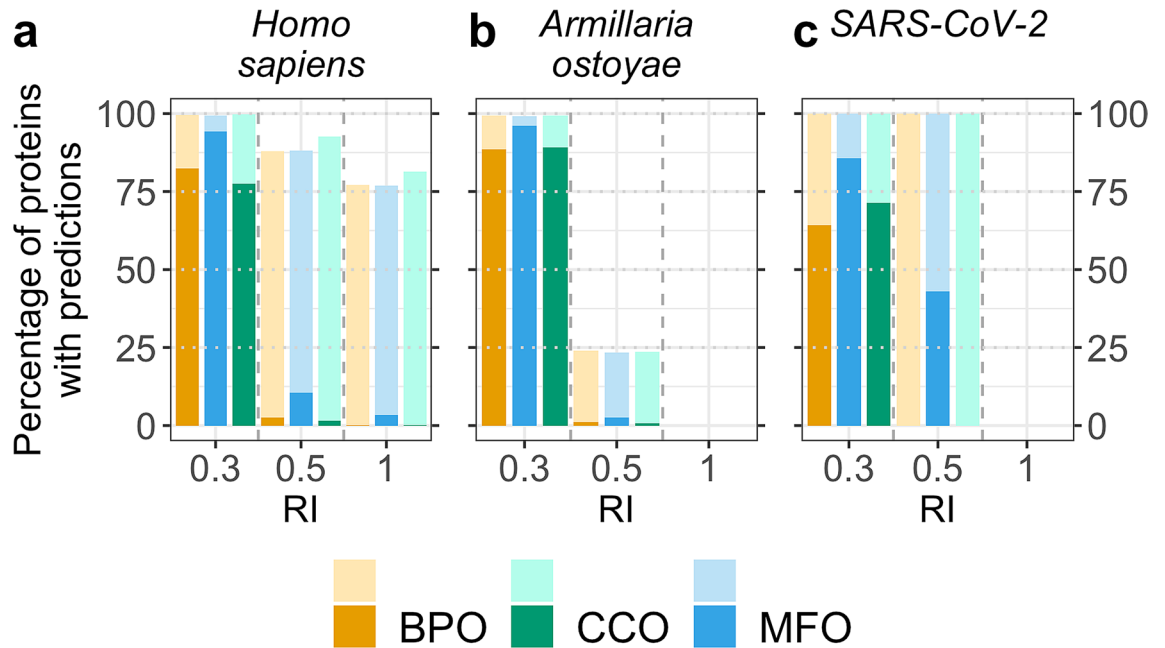 a
Homo
sapiens
b
Armillaria
ostoyae
c
SARS-CoV-2
Percentage of proteins
with predictions
100
75
50
25
0
100
75
50
25
0
0.3 0.5 1
0.3 0.5 1
0.3 0.5 1
RI
RI
RI
BPO CCO MFO